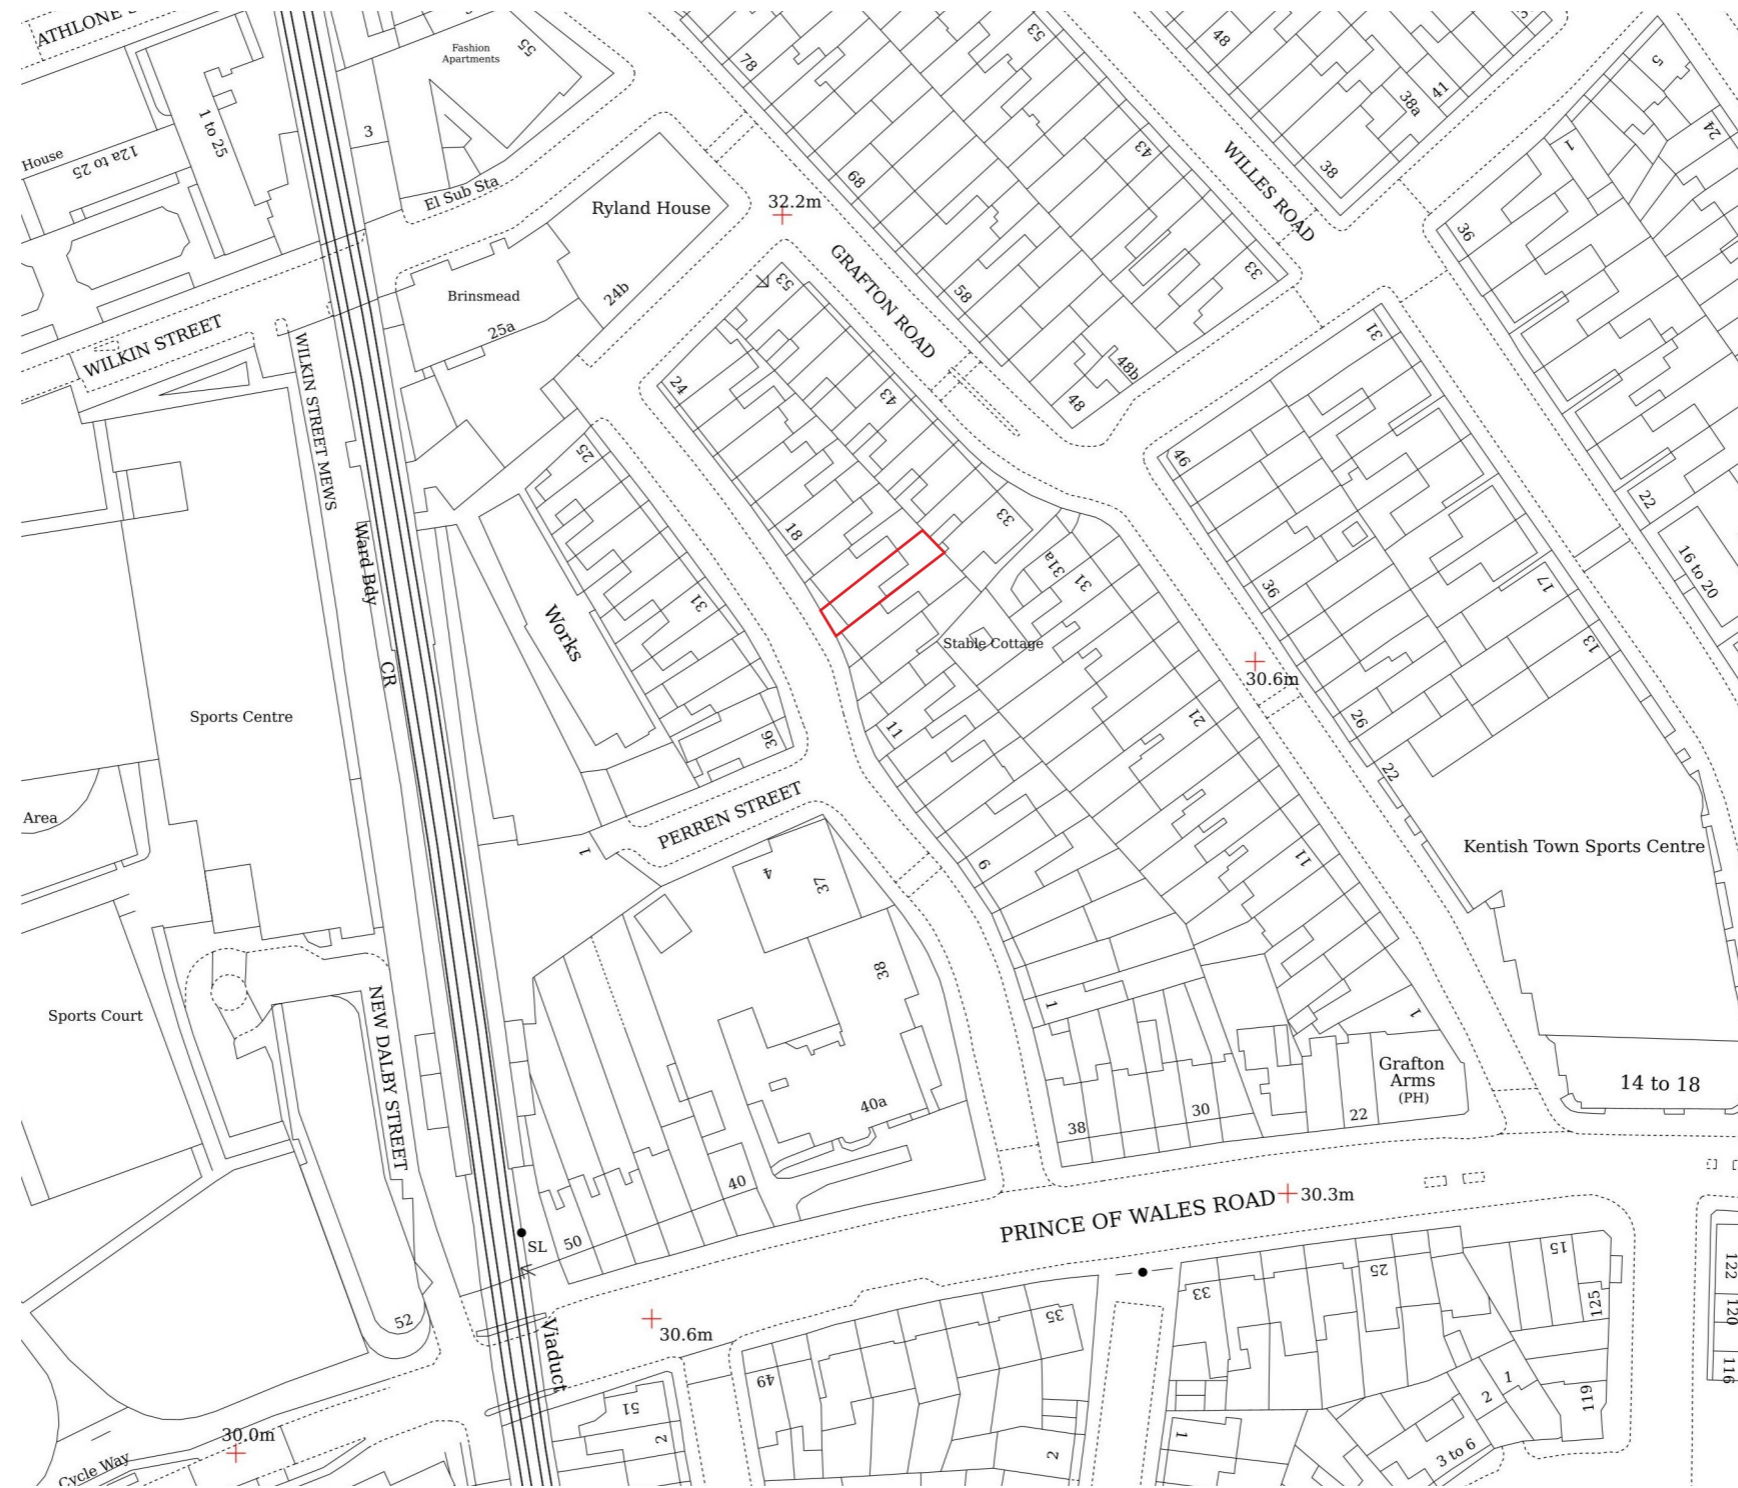 ATHLONE
Fashion
Apartments
55
78
53
48
38a
41
5
24
1 to 25
3
House
12a to 25
El Sub Sta
Ryland House
32.2m
68
43
WILLES ROAD
38
1
36
GRAFTON ROAD
33
58
Brinsmead
24b
25a
53
WILKIN STREET
WILKIN STREET MEWS
24
43
48b
48
31
46
25
18
33
22
Ward Bdy
31a
31
36
17
16 to 20
Works
31
Stable Cottage
13
30.6m
CR
Sports Centre
36
11
21
26
22
PERREN STREET
Area
1
4
37
9
11
Kentish Town Sports Centre
38
Sports Court
NEW DALBY STREET
1
1
Grafton
Arms
(PH)
14 to 18
40a
38
30
22
40
PRINCE OF WALES ROAD
30.3m
SL
50
52
Viaduct
30.6m
35
33
25
15
125
122
120
116
49
51
2
2
1
2
1
119
3 to 6
30.0m
Cycle Way